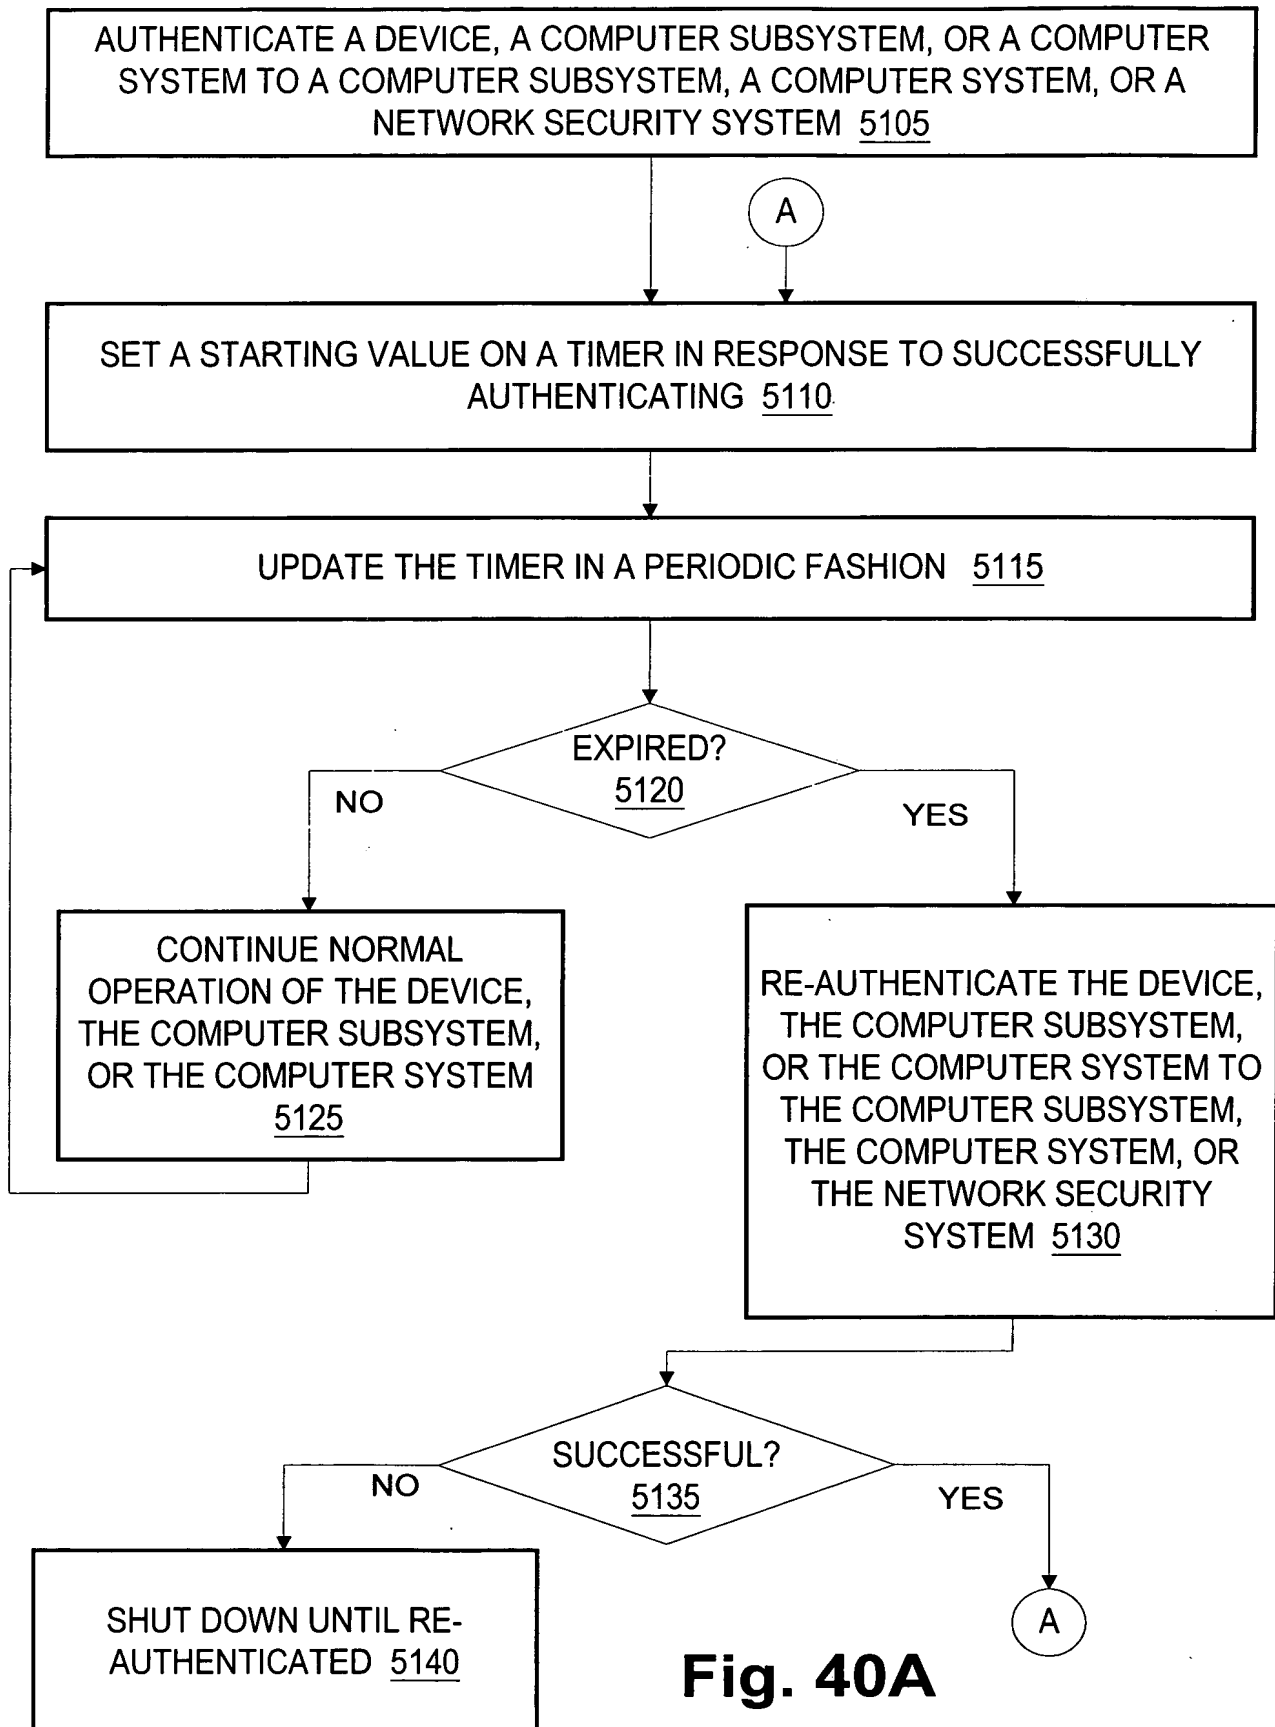 AUTHENTICATE A DEVICE, A COMPUTER SUBSYSTEM, OR A COMPUTER
SYSTEM TO A COMPUTER SUBSYSTEM, A COMPUTER SYSTEM, OR A
NETWORK SECURITY SYSTEM 5105
A
SET A STARTING VALUE ON A TIMER IN RESPONSE TO SUCCESSFULLY
AUTHENTICATING 5110
UPDATE THE TIMER IN A PERIODIC FASHION 5115
EXPIRED?
5120
NO
YES
CONTINUE NORMAL
OPERATION OF THE DEVICE,
THE COMPUTER SUBSYSTEM,
OR THE COMPUTER SYSTEM
5125
RE-AUTHENTICATE THE DEVICE,
THE COMPUTER SUBSYSTEM,
OR THE COMPUTER SYSTEM TO
THE COMPUTER SUBSYSTEM,
THE COMPUTER SYSTEM, OR
THE NETWORK SECURITY
SYSTEM 5130
SUCCESSFUL?
5135
NO
YES
SHUT DOWN UNTIL RE-
AUTHENTICATED 5140
A
Fig. 40A